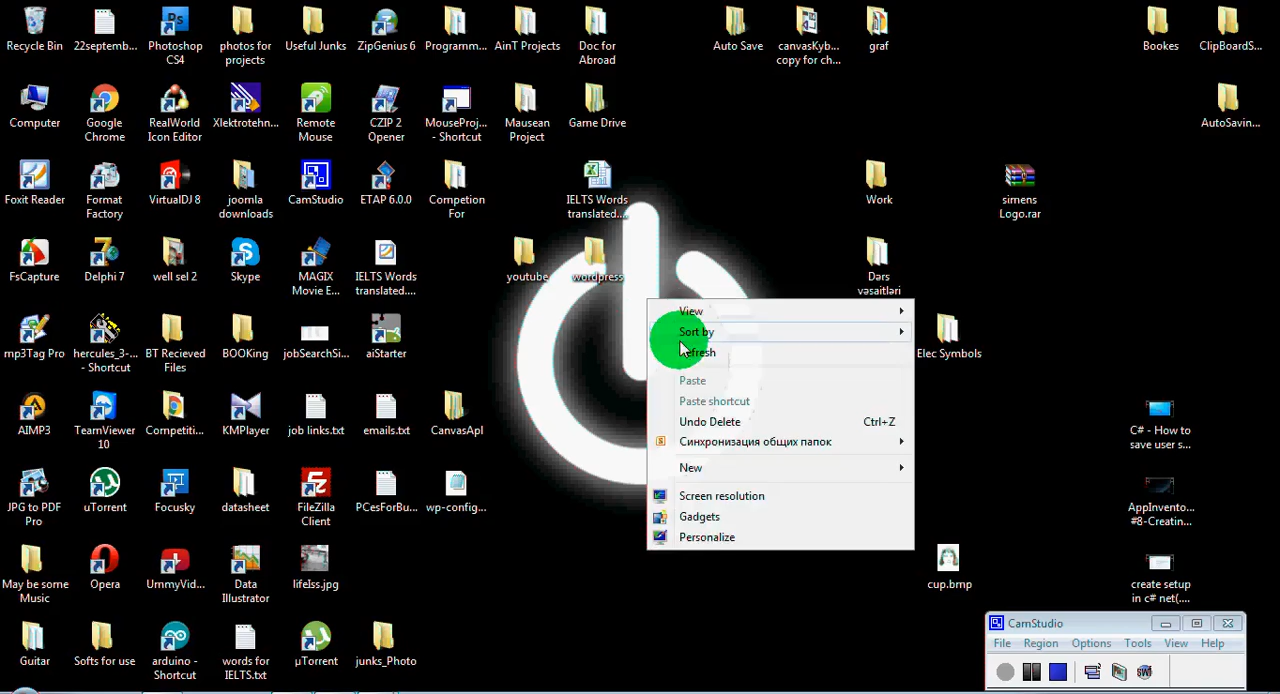 Recycle Bin
22septemb...
Photoshop
CS4
photos for
projects
Useful Junks
ZipGenius 6
Programm...
AinT Projects
Doc for
Abroad
Auto Save
canvasKyb...
copy for ch...
graf
Bookes
ClipBoardS...
Computer
Google
Chrome
RealWorld
Icon Editor
Xlektrotehn...
Remote
Mouse
CZIP 2
Opener
MouseProj...
- Shortcut
Mausean
Project
Game Drive
AutoSavin...
Foxit Reader
Format
Factory
VirtualDJ 8
joomla
downloads
CamStudio
ETAP 6.0.0
Competion
For
IELTS Words
translated....
Work
simens
Logo.rar
FsCapture
Delphi 7
well sel 2
Skype
MAGIX
Movie E...
IELTS Words
translated....
youtube
wordpress
Dərs
vəsaitləri
mp3Tag Pro
hercules_3-...
- Shortcut
BT Recieved
Files
BOOKing
jobSearchSi...
aiStarter
Elec Symbols
View
Sort by
Refresh
Paste
Paste shortcut
Undo Delete
Ctrl+Z
Синхронизация общих папок
New
Screen resolution
Gadgets
Personalize
AIMP3
TeamViewer
10
Competiti...
KMPlayer
job links.txt
emails.txt
CanvasApl
C# - How to
save user s...
JPG to PDF
Pro
uTorrent
Focusky
datasheet
FileZilla
Client
PCesForBu...
wp-config...
AppInvento...
#8-Creatin...
May be some
Music
Opera
UmmyVid...
Data
Illustrator
lifeIss.jpg
cup.bmp
create setup
in c# net(....
Guitar
Softs for use
arduino -
Shortcut
words for
IELTS.txt
µTorrent
junks_Photo
CamStudio
File Region Options Tools View Help